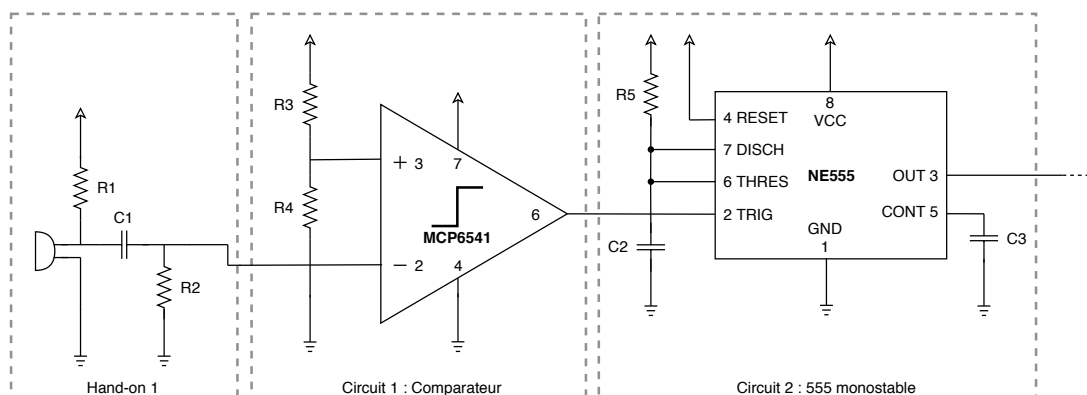 R1
C1
R2
Hand-on 1
R3
R4
+ 3
7
MCP6541
6
− 2
4
Circuit 1 : Comparateur
R5
C2
4 RESET
8
VCC
7 DISCH
6 THRES
NE555
OUT 3
2 TRIG
CONT 5
GND
1
C3
Circuit 2 : 555 monostable